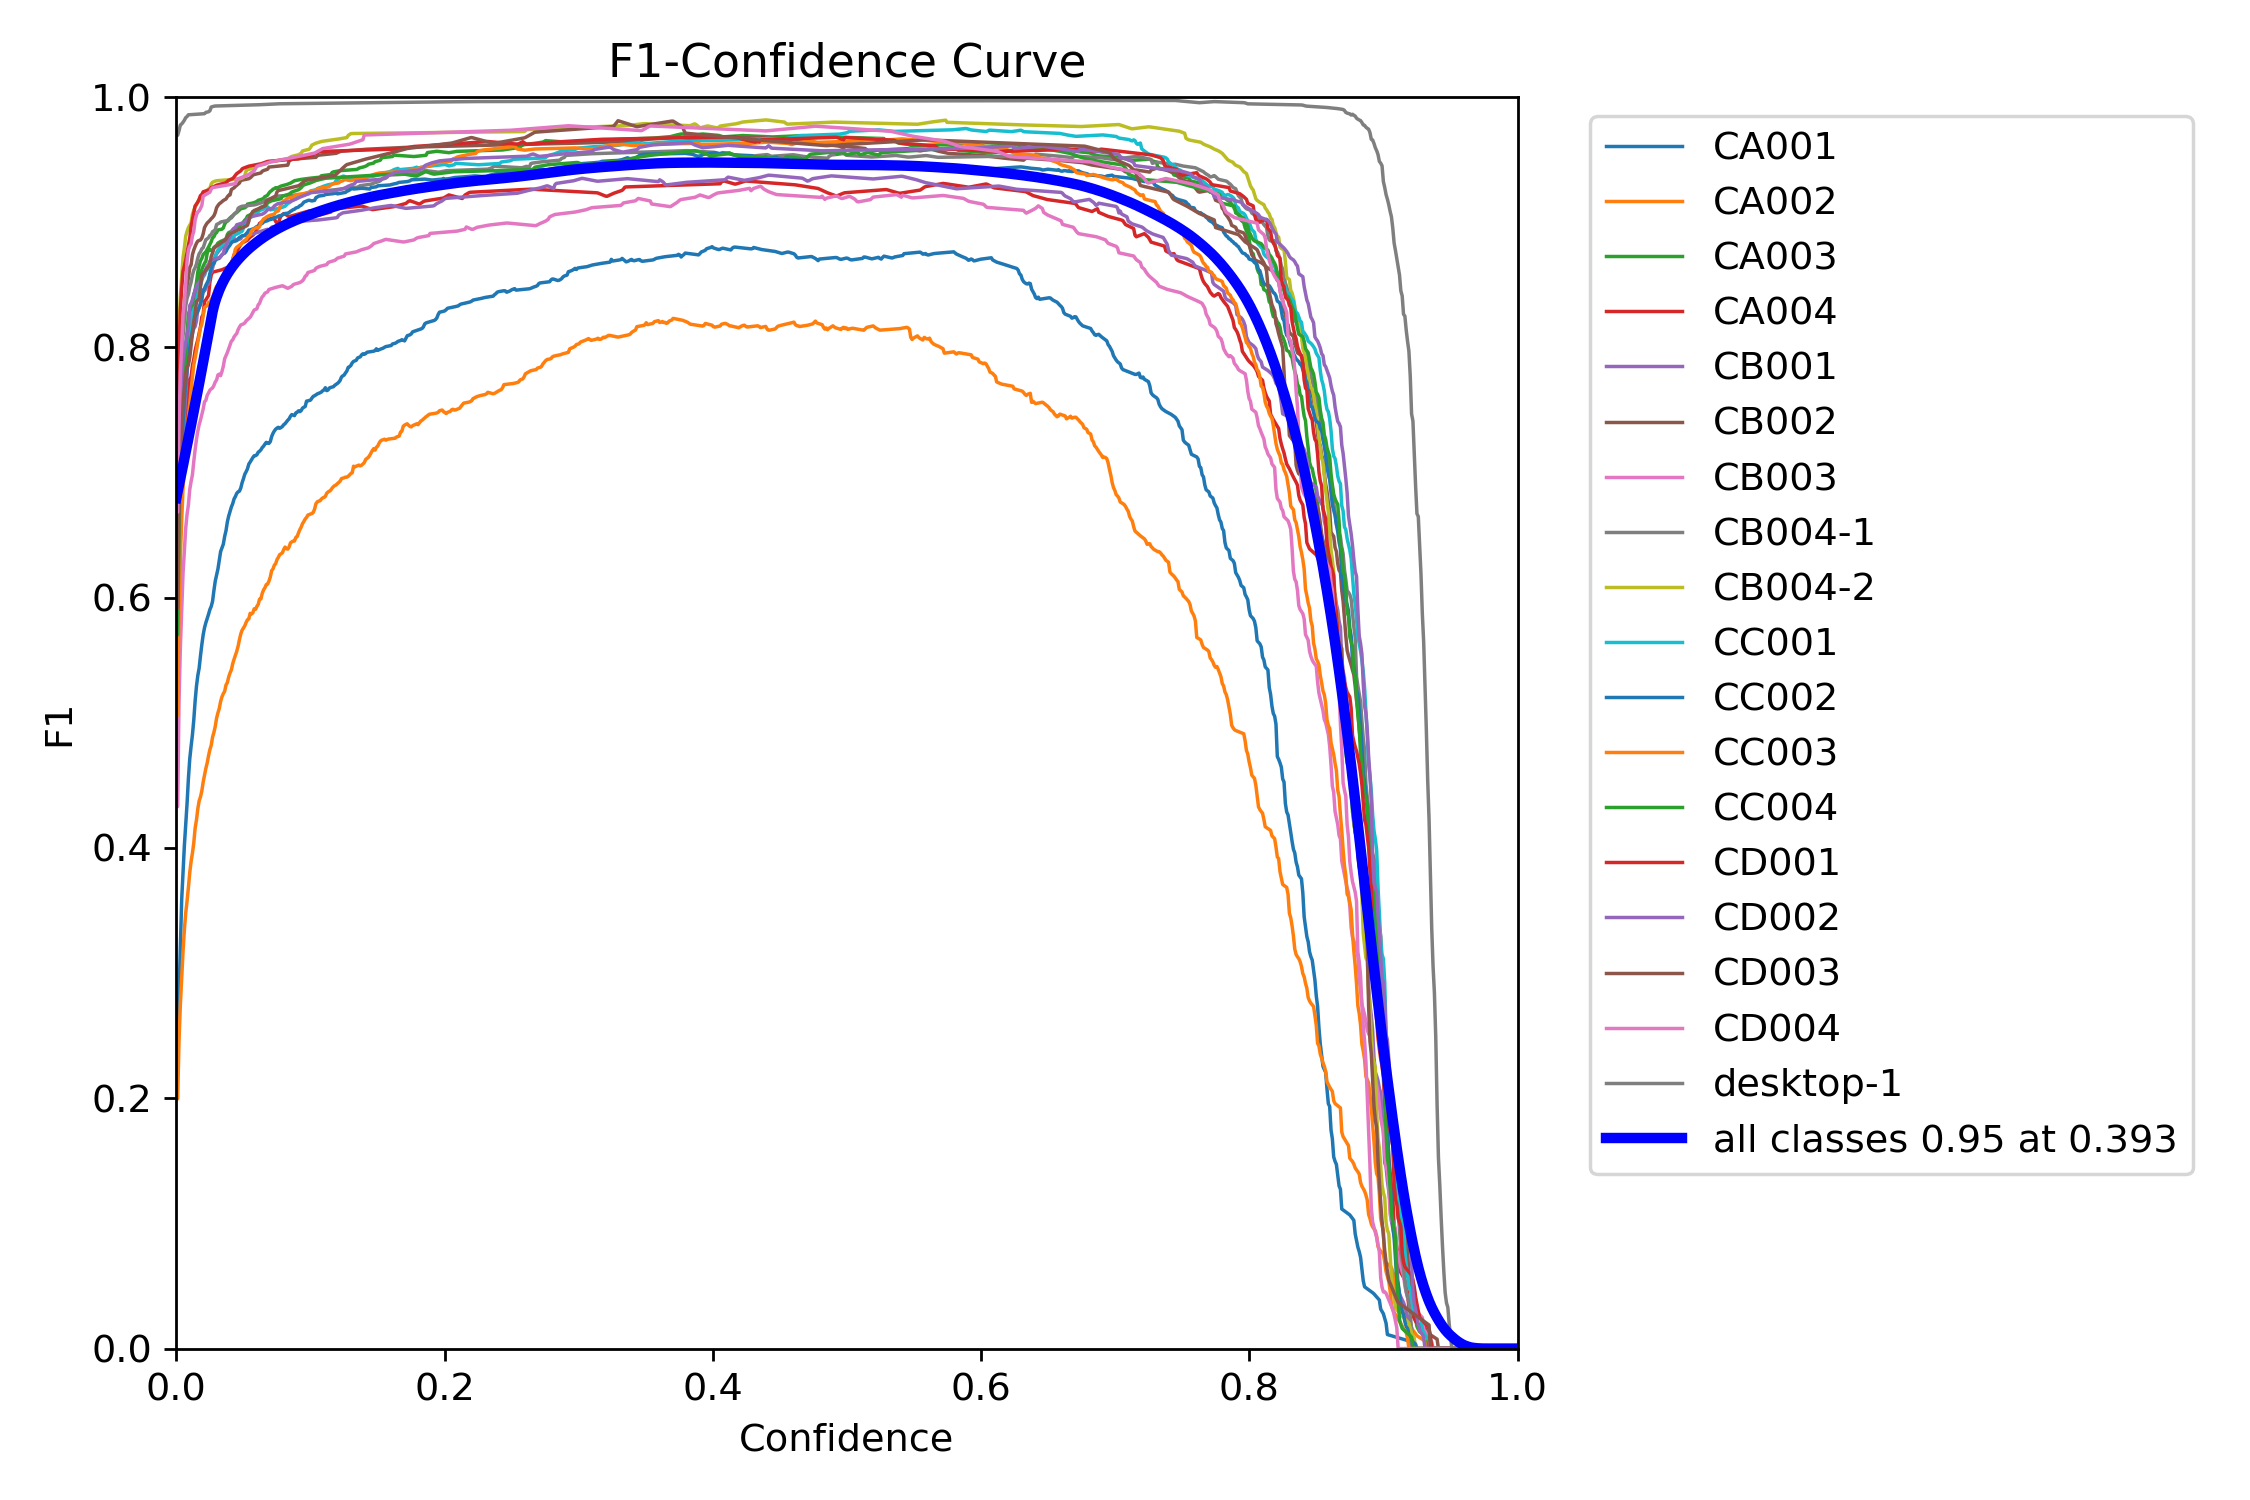 F1-Confidence Curve
1.0
0.8
0.6
0.4
0.2
0.0
F1
0.0 0.2 0.4 0.6 0.8 1.0
Confidence
CA001
CA002
CA003
CA004
CB001
CB002
CB003
CB004-1
CB004-2
CC001
CC002
CC003
CC004
CD001
CD002
CD003
CD004
desktop-1
all classes 0.95 at 0.393